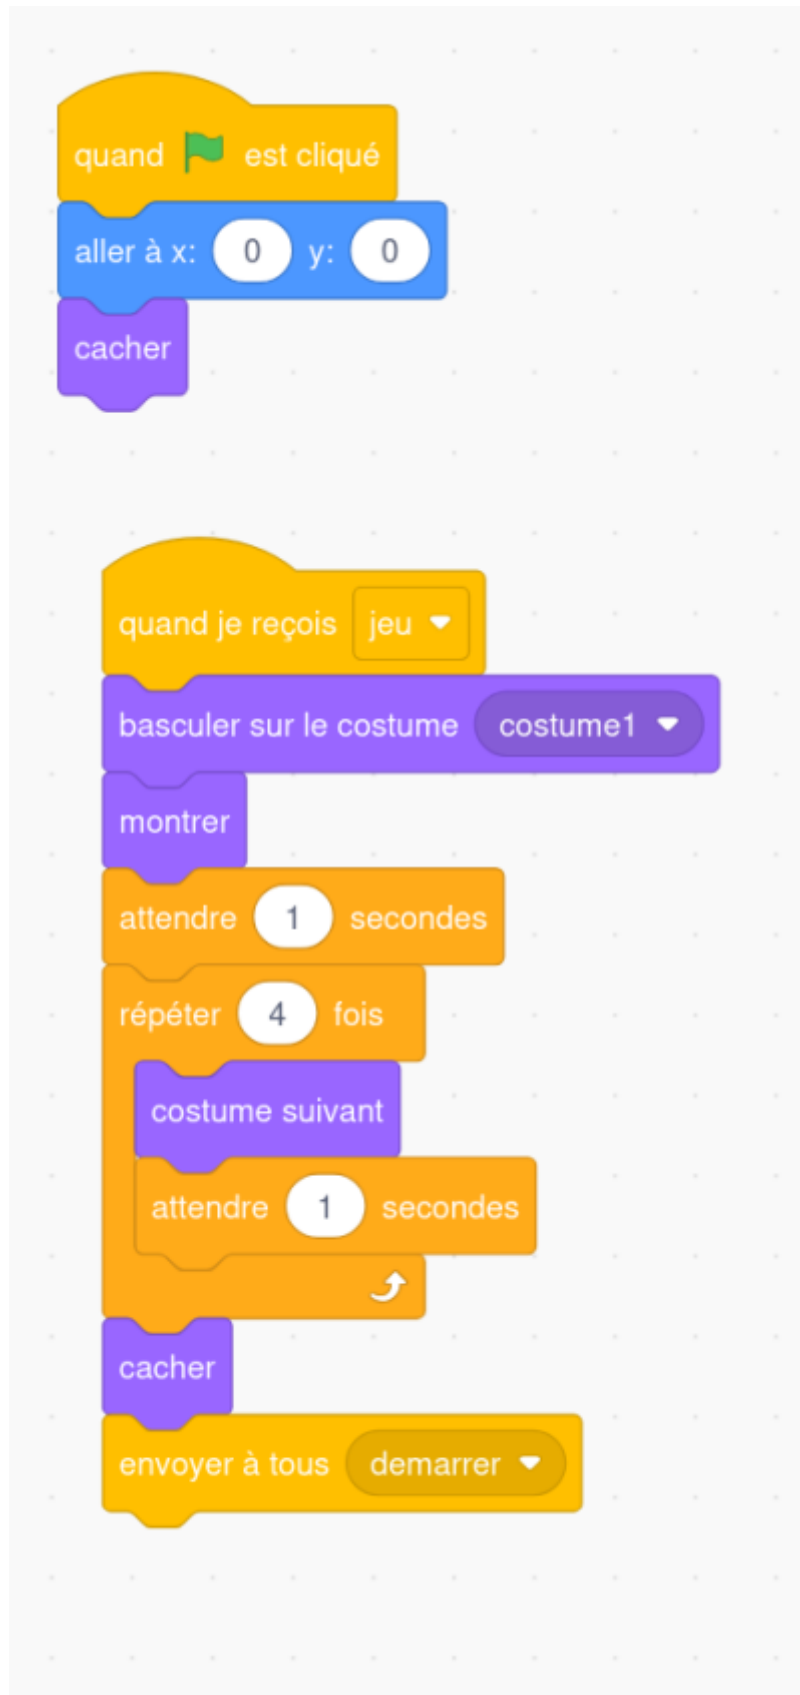 quand est cliqué
aller à x: 0 y: 0
cacher
quand je reçois jeu
basculer sur le costume costume1
montrer
attendre 1 secondes
répéter 4 fois
costume suivant
attendre 1 secondes
cacher
envoyer à tous demarrer